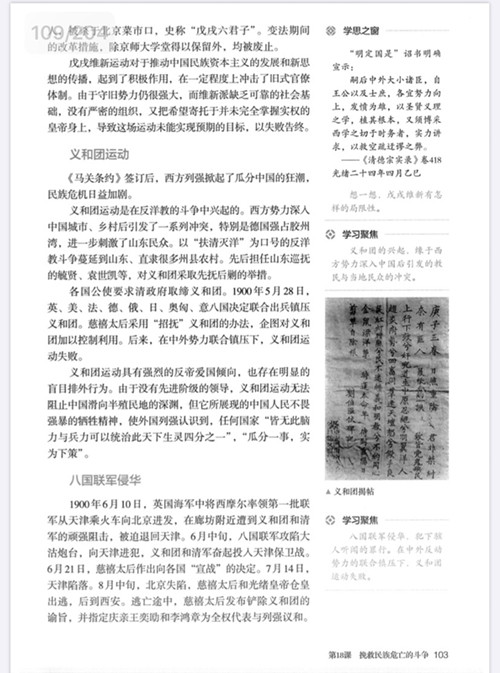 109/204
人被害于北京菜市口，史称“戊戌六君子”。变法期间
的改革措施，除京师大学堂得以保留外，均被废止。
戊戌维新运动对于推动中国民族资本主义的发展和新思
想的传播，起到了积极作用，在一定程度上冲击了旧式官僚
体制。由于守旧势力仍很强大，而维新派缺乏可靠的社会基
础，没有严密的组织，又把希望寄托于并未完全掌握实权的
皇帝身上，导致这场运动未能实现预期的目标，以失败告终。
义和团运动
《马关条约》签订后，西方列强掀起了瓜分中国的狂潮，
民族危机日益加剧。
义和团运动是在反洋教的斗争中兴起的。西方势力深入
中国城市、乡村后引发了一系列冲突，特别是德国强占胶州
湾，进一步刺激了山东民众。以“扶清灭洋”为口号的反洋
教斗争蔓延到山东、直隶很多州县农村。先后担任山东巡抚
的毓贤、袁世凯等，对义和团采取先抚后剿的举措。
各国公使要求清政府取缔义和团。1900年5月28日，
英、美、法、德、俄、日、奥匈、意八国决定联合出兵镇压
义和团。慈禧太后采用“招抚”义和团的办法，企图对义和
团加以控制利用。后来，在中外势力联合镇压下，义和团运
动失败。
义和团运动具有强烈的反帝爱国倾向，也存在明显的
盲目排外行为。由于没有先进阶级的领导，义和团运动无法
阻止中国滑向半殖民地的深渊，但它所展现的中国人民不畏
强暴的牺牲精神，使外国列强认识到，任何国家“皆无此脑
力与兵力可以统治此天下生灵四分之一”，“瓜分一事，实
为下策”。
八国联军侵华
1900年6月10日，英国海军中将西摩尔率领第一批联
军从天津乘火车向北京进发，在廊坊附近遭到义和团和清
军的顽强阻击，被迫退回天津。6月中旬，八国联军攻陷大
沽炮台，向天津进犯，义和团和清军奋起投入天津保卫战。
6月21日，慈禧太后作出向各国“宣战”的决定。7月14日，
天津陷落。8月中旬，北京失陷，慈禧太后和光绪皇帝仓皇
出逃，后到西安。逃亡途中，慈禧太后发布铲除义和团的
谕旨，并指定庆亲王奕劻和李鸿章为全权代表与列强议和。
学思之窗
“明定国是”诏书明确
宣示：
嗣后中外大小诸臣，自
王公以及士庶，各宜努力向
上，发愤为雄，以圣贤义理
之学，植其根本，又须博采
西学之切于时务者，实力讲
求，以救空疏迂谬之弊。
——《清德宗实录》卷418
光绪二十四年四月乙巳
想一想，戊戌维新有怎
样的局限性。
学习聚焦
义和团的兴起，缘于西
方势力深入中国后引发的教
民与当地民众的冲突。
▲ 义和团揭帖
学习聚焦
八国联军侵华，犯下骇
人听闻的罪行。在中外反动
势力的联合镇压下，义和团
运动失败。
第18课 挽救民族危亡的斗争 103